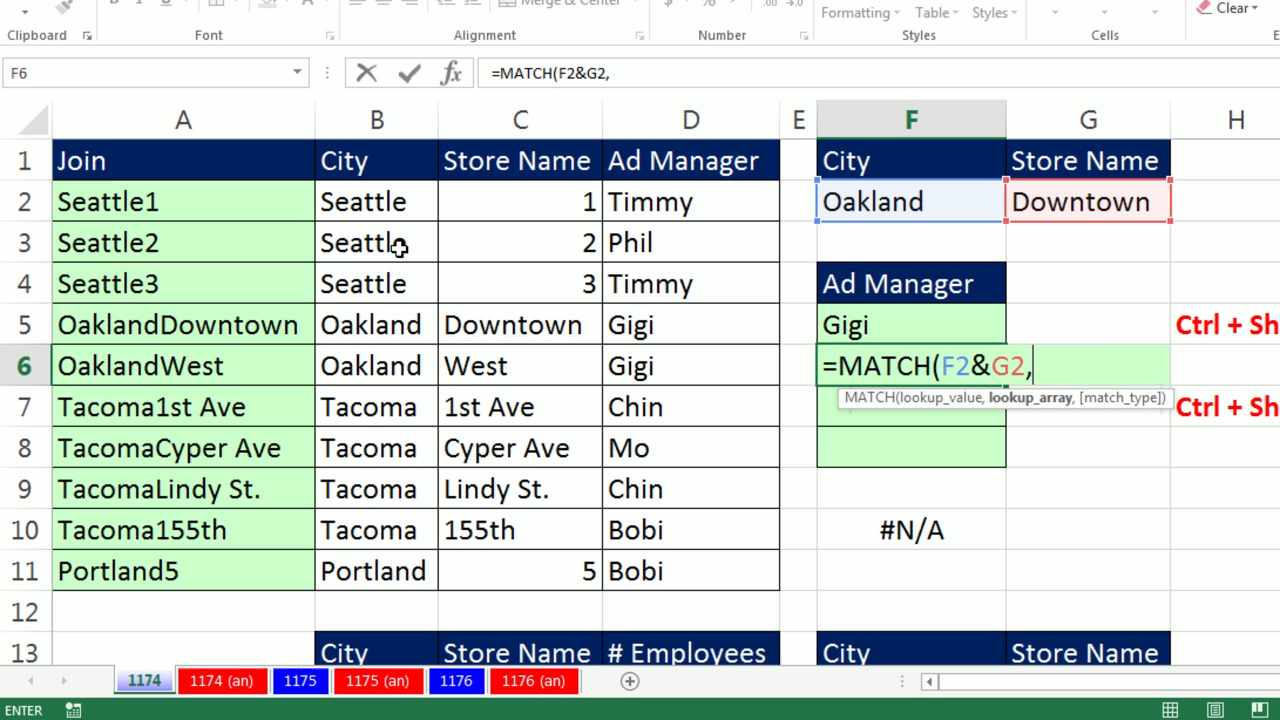 Merge & Center
Formatting Table Styles
Clear
Clipboard Font Alignment Number Styles Cells
F6 fx =MATCH(F2&G2,
A B C D E F G H
1 Join City Store Name Ad Manager City Store Name
2 Seattle1 Seattle 1 Timmy Oakland Downtown
3 Seattle2 Seattle 2 Phil
4 Seattle3 Seattle 3 Timmy Ad Manager
5 OaklandDowntown Oakland Downtown Gigi Gigi Ctrl + Sh
6 OaklandWest Oakland West Gigi =MATCH(F2&G2,
MATCH(lookup_value, lookup_array, [match_type])
7 Tacoma1st Ave Tacoma 1st Ave Chin Ctrl + Sh
8 TacomaCyper Ave Tacoma Cyper Ave Mo
9 TacomaLindy St. Tacoma Lindy St. Chin
10 Tacoma155th Tacoma 155th Bobi #N/A
11 Portland5 Portland 5 Bobi
12
13 City Store Name # Employees City Store Name
1174 1174 (an) 1175 1175 (an) 1176 1176 (an)
ENTER